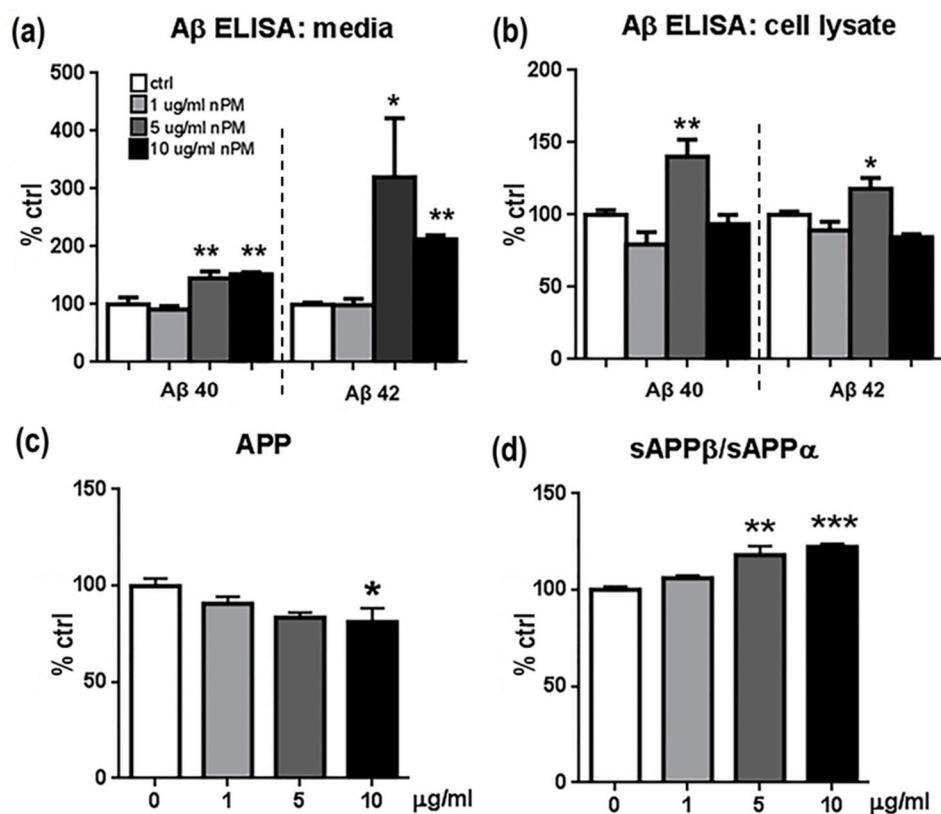 (a)
Aβ ELISA: media
% ctrl
500
400
300
200
100
0
ctrl
1 ug/ml nPM
5 ug/ml nPM
10 ug/ml nPM
** ** * **
Aβ 40 Aβ 42
(b)
Aβ ELISA: cell lysate
% ctrl
200
150
100
50
0
** *
Aβ 40 Aβ 42
(c)
APP
% ctrl
150
100
50
0
*
0 1 5 10 μg/ml
(d)
sAPPβ/sAPPα
% ctrl
150
100
50
0
** ***
0 1 5 10 μg/ml